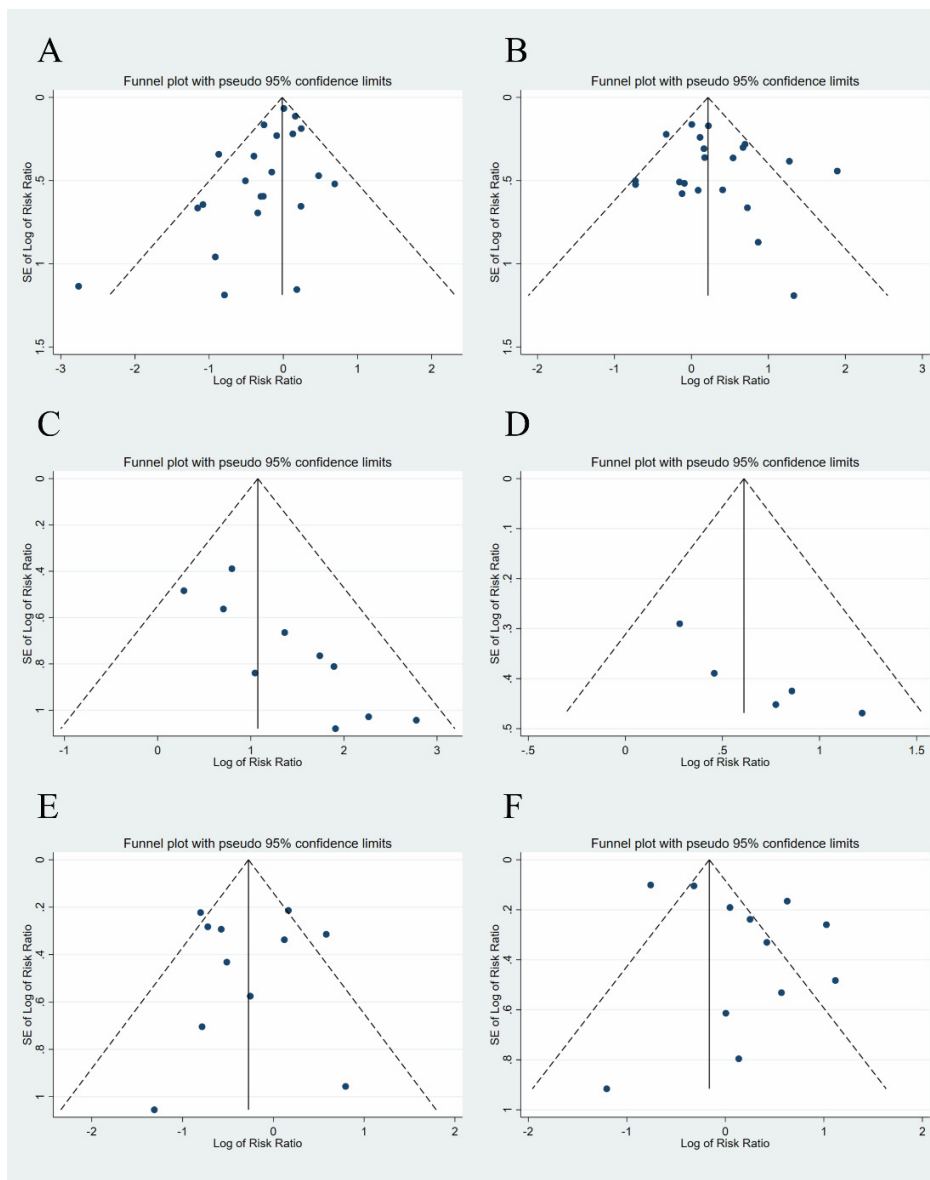 A
Funnel plot with pseudo 95% confidence limits
SE of Log of Risk Ratio
0
.5
1
1.5
-3
-2
-1
0
1
2
Log of Risk Ratio
B
Funnel plot with pseudo 95% confidence limits
SE of Log of Risk Ratio
0
.5
1
1.5
-2
-1
0
1
2
3
Log of Risk Ratio
C
Funnel plot with pseudo 95% confidence limits
SE of Log of Risk Ratio
0
.2
.4
.6
.8
1
-1
0
1
2
3
Log of Risk Ratio
D
Funnel plot with pseudo 95% confidence limits
SE of Log of Risk Ratio
0
.1
.2
.3
.4
.5
-.5
0
.5
1
1.5
Log of Risk Ratio
E
Funnel plot with pseudo 95% confidence limits
SE of Log of Risk Ratio
0
.2
.4
.6
.8
1
-2
-1
0
1
2
Log of Risk Ratio
F
Funnel plot with pseudo 95% confidence limits
SE of Log of Risk Ratio
0
.2
.4
.6
.8
1
-2
-1
0
1
2
Log of Risk Ratio